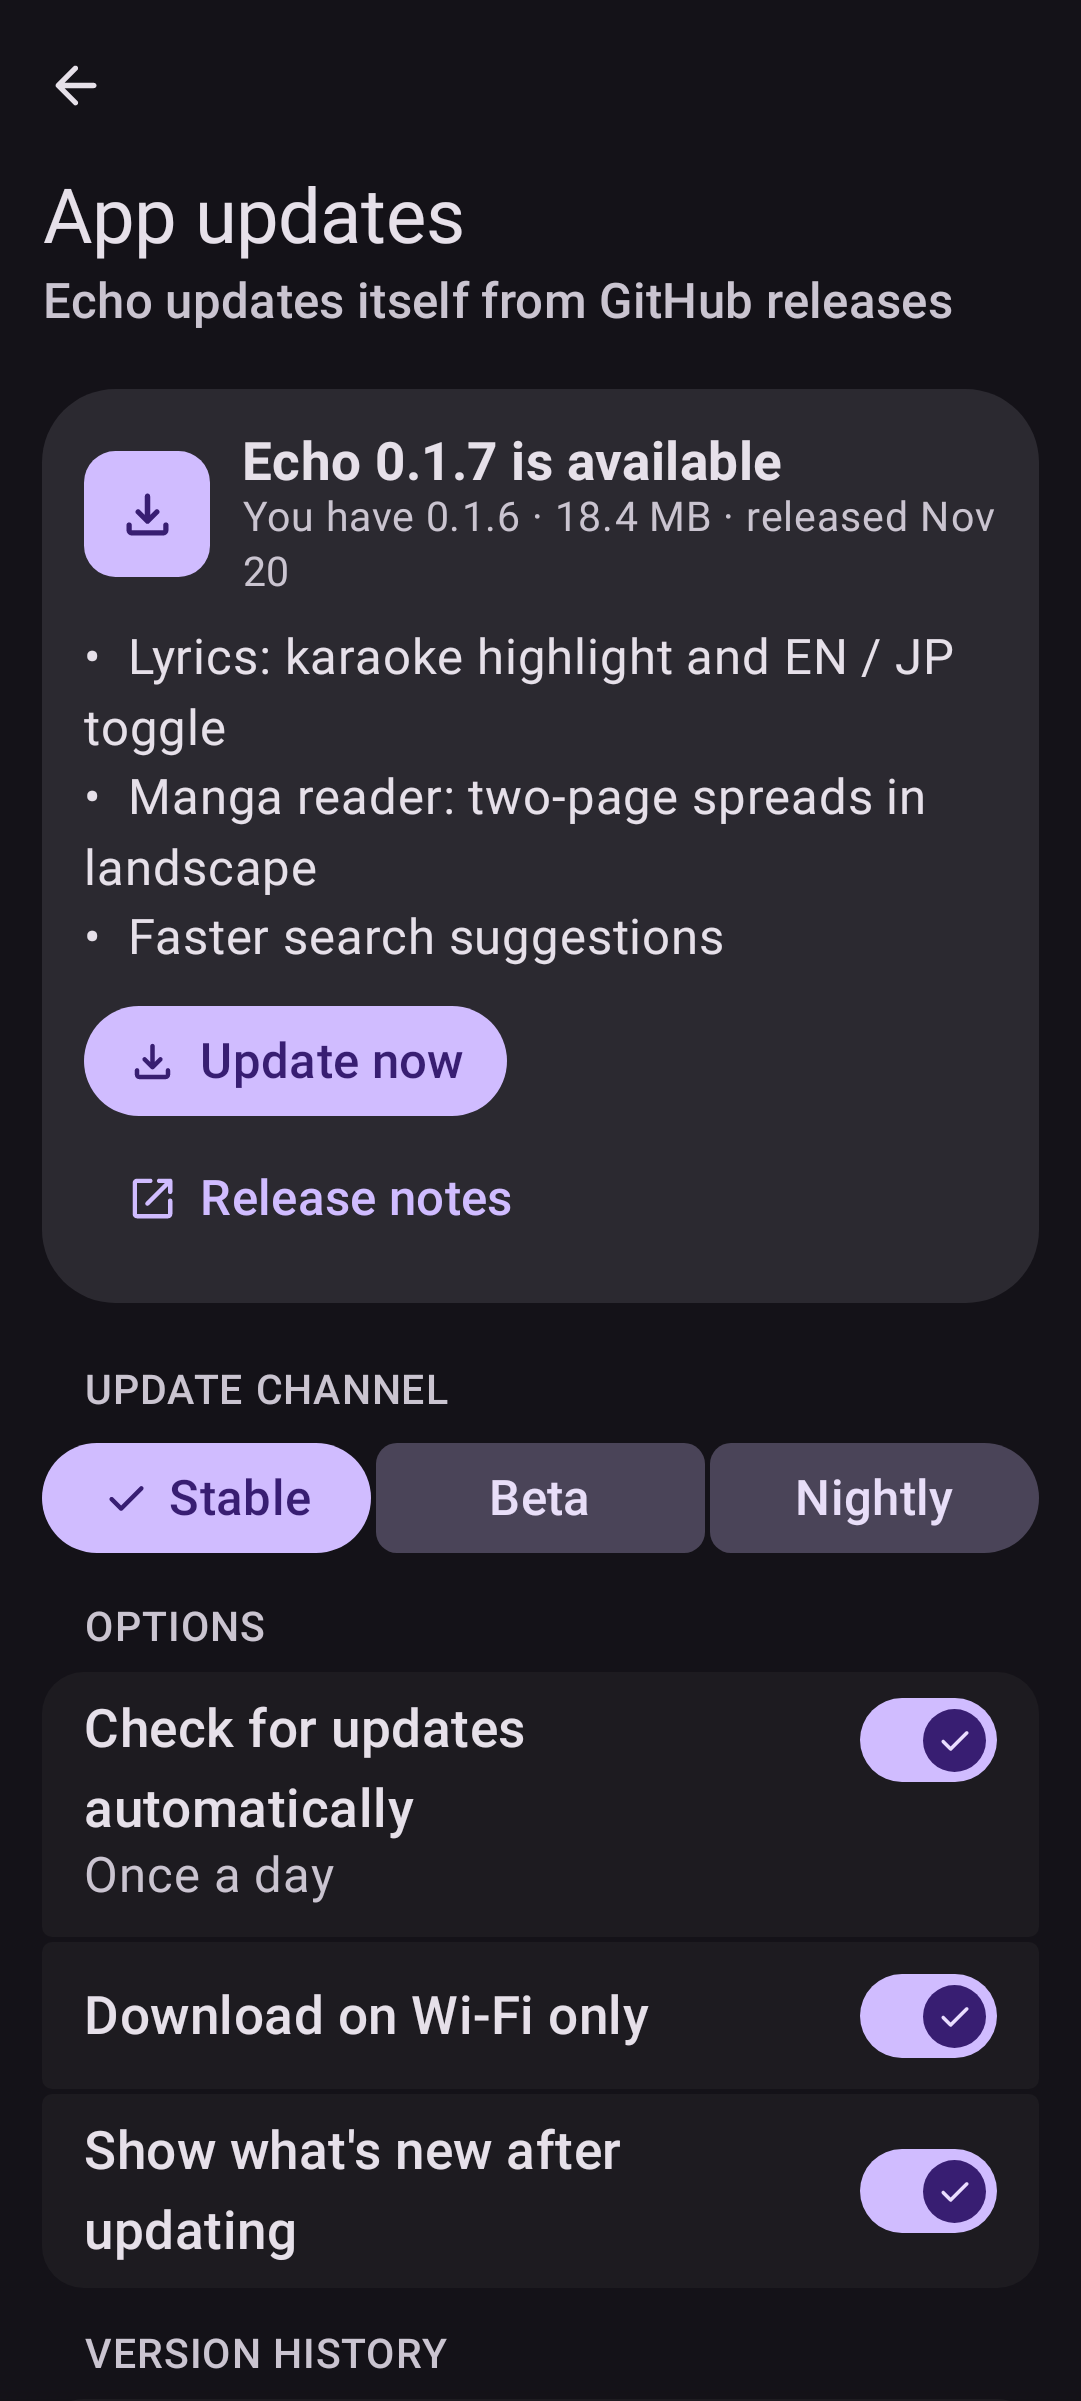 App updates
Echo updates itself from GitHub releases
Echo 0.1.7 is available
You have 0.1.6 · 18.4 MB · released Nov
20
• Lyrics: karaoke highlight and EN / JP
toggle
• Manga reader: two-page spreads in
landscape
• Faster search suggestions
Update now
Release notes
UPDATE CHANNEL
Stable
Beta
Nightly
OPTIONS
Check for updates
automatically
Once a day
Download on Wi-Fi only
Show what's new after
updating
VERSION HISTORY